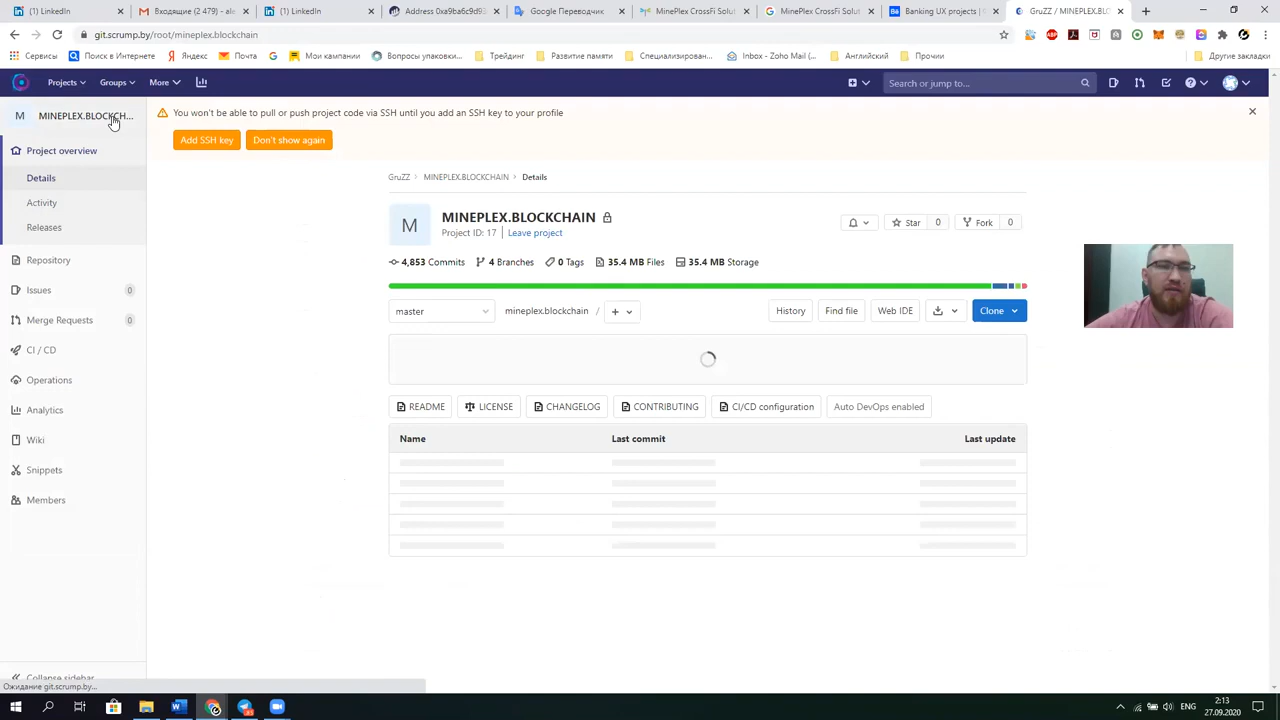 LinkedIn
Входящие (2 479) - ale
LinkedIn
Address 0xa9ba6c9d92
Google Переводчик
MinePlex CrossFi Solut
MinePlex CrossFi Solut
Banking UX projects | C
GruZZ / MINEPLEX.BLOC
git.scrump.by/root/mineplex.blockchain
Сервисы
Поиск в Интернете
Яндекс
Почта
Мои кампании
Вопросы упаковки...
Трейдинг
Развитие памяти
Специализирован...
Inbox - Zoho Mail (...
Английский
Прочии
Другие закладки
Projects
Groups
More
Search or jump to...
M
MINEPLEX.BLOCKCH...
You won't be able to pull or push project code via SSH until you add an SSH key to your profile
Add SSH key
Don't show again
Project overview
Details
Activity
Releases
Repository
Issues 0
Merge Requests 0
CI / CD
Operations
Analytics
Wiki
Snippets
Members
Collapse sidebar
GruZZ > MINEPLEX.BLOCKCHAIN > Details
M
MINEPLEX.BLOCKCHAIN
Project ID: 17 | Leave project
Star 0
Fork 0
4,853 Commits
4 Branches
0 Tags
35.4 MB Files
35.4 MB Storage
master
mineplex.blockchain / +
History
Find file
Web IDE
Clone
README
LICENSE
CHANGELOG
CONTRIBUTING
CI/CD configuration
Auto DevOps enabled
Name
Last commit
Last update
Ожидание git.scrump.by...
ENG
2:13
27.09.2020